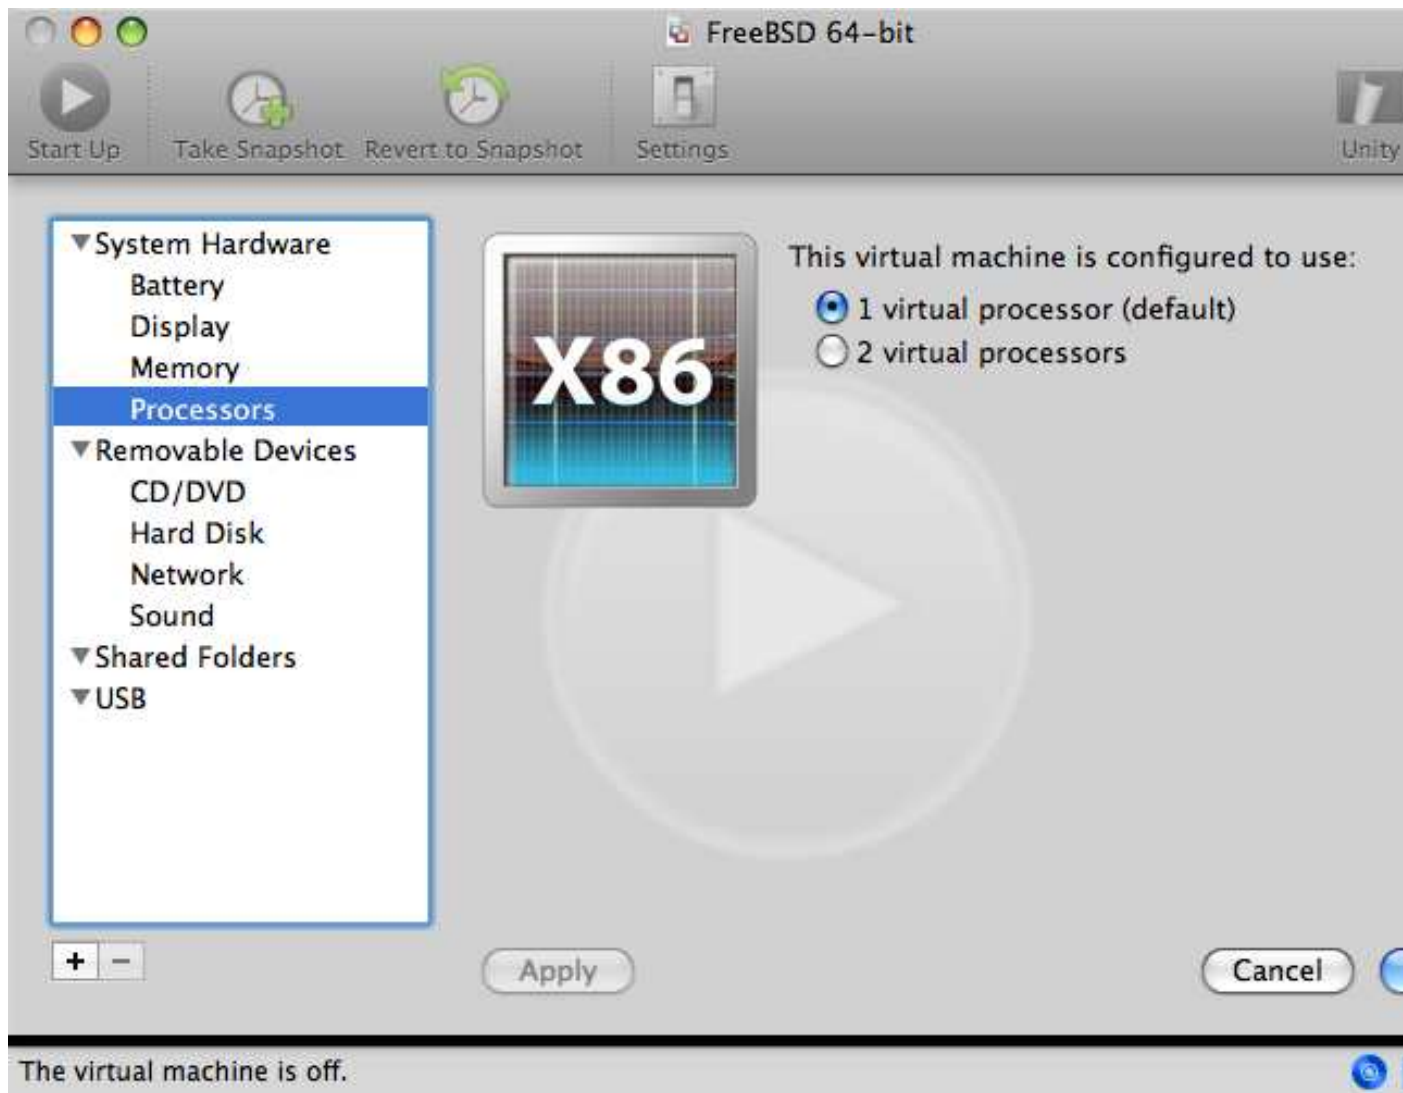 FreeBSD 64-bit
Start Up
Take Snapshot
Revert to Snapshot
Settings
Unity
System Hardware
Battery
Display
Memory
Processors
Removable Devices
CD/DVD
Hard Disk
Network
Sound
Shared Folders
USB
X86
This virtual machine is configured to use:
1 virtual processor (default)
2 virtual processors
+ −
Apply
Cancel
The virtual machine is off.